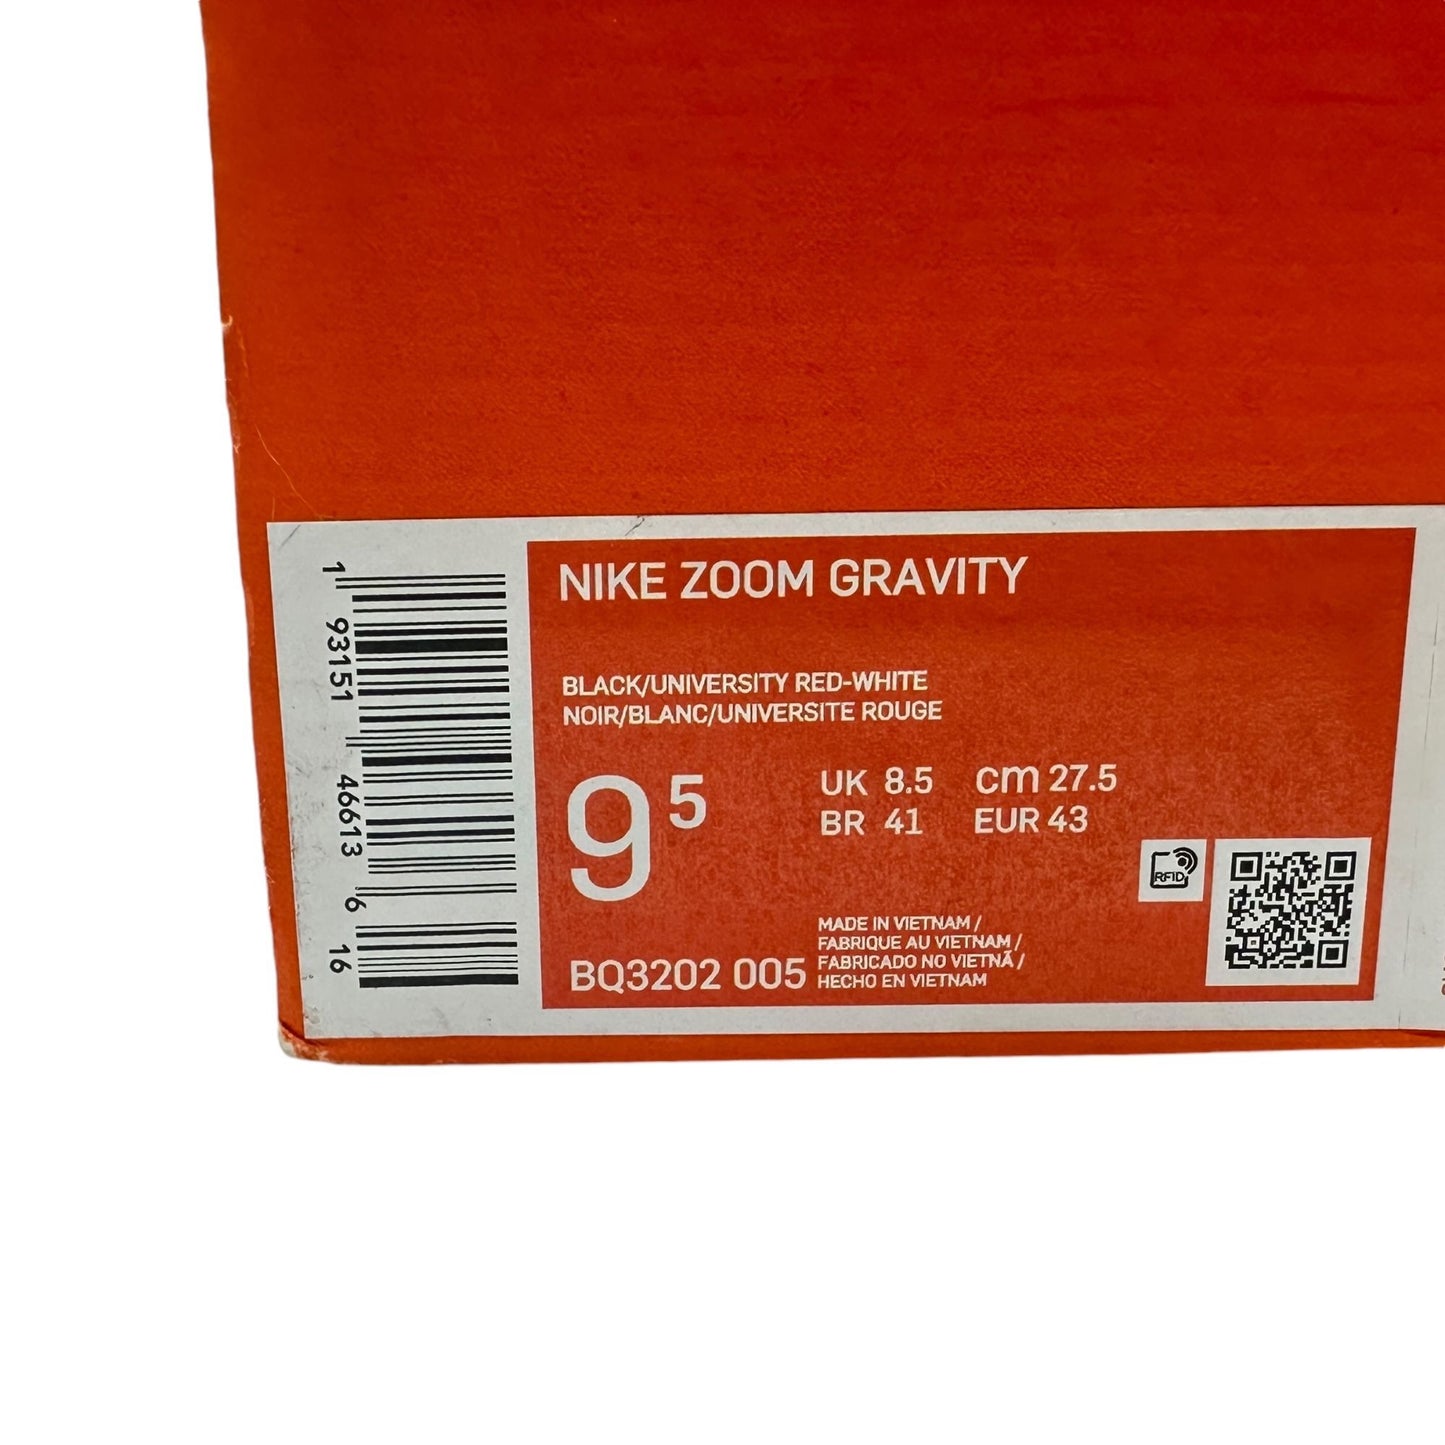 NIKE ZOOM GRAVITY
BLACK/UNIVERSITY RED-WHITE
NOIR/BLANC/UNIVERSITE ROUGE
9 5
UK 8.5 cm 27.5
BR 41 EUR 43
BQ3202 005
MADE IN VIETNAM /
FABRIQUE AU VIETNAM /
FABRICADO NO VIETNÃ /
HECHO EN VIETNAM
RFID
1 93151 46613 6 16